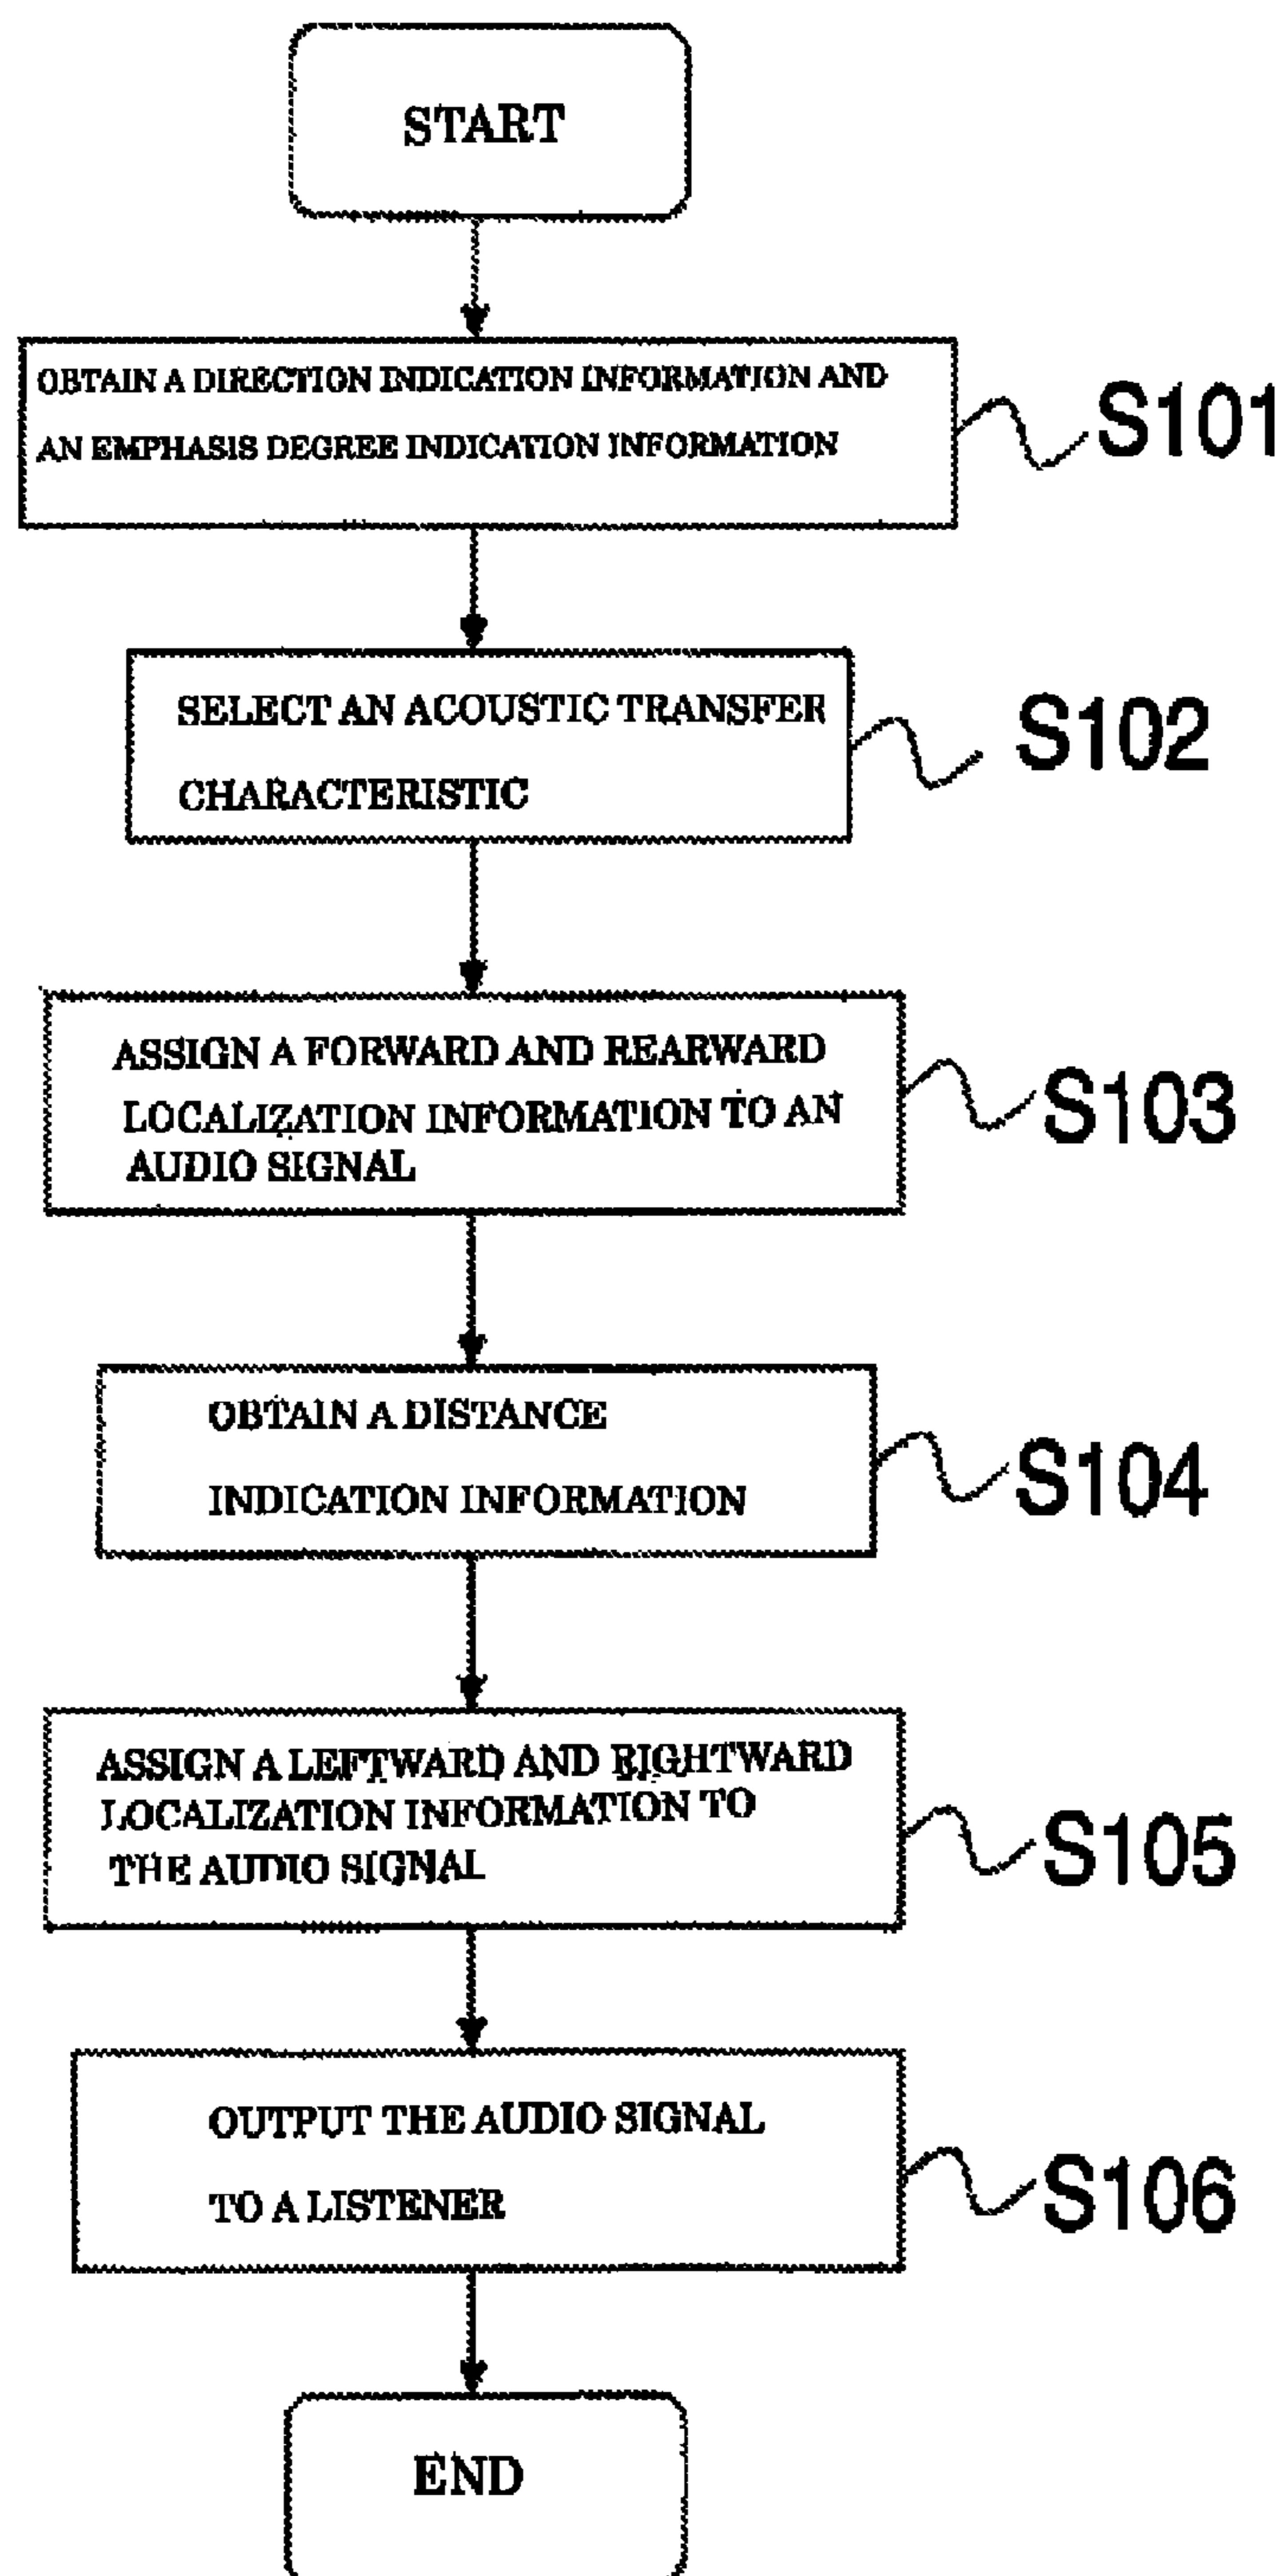 START
OBTAIN A DIRECTION INDICATION INFORMATION AND
AN EMPHASIS DEGREE INDICATION INFORMATION
S101
SELECT AN ACOUSTIC TRANSFER
CHARACTERISTIC
S102
ASSIGN A FORWARD AND REARWARD
LOCALIZATION INFORMATION TO AN
AUDIO SIGNAL
S103
OBTAIN A DISTANCE
INDICATION INFORMATION
S104
ASSIGN A LEFTWARD AND RIGHTWARD
LOCALIZATION INFORMATION TO
THE AUDIO SIGNAL
S105
OUTPUT THE AUDIO SIGNAL
TO A LISTENER
S106
END